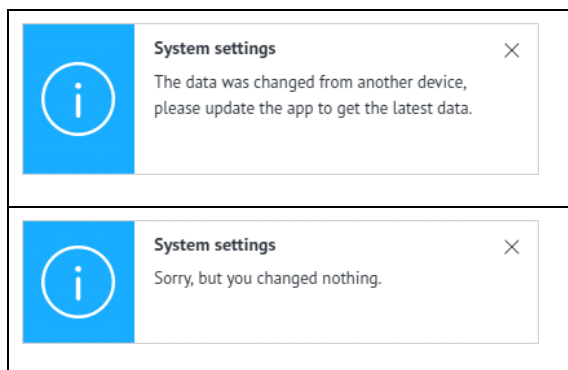 System settings
The data was changed from another device,
please update the app to get the latest data.
System settings
Sorry, but you changed nothing.